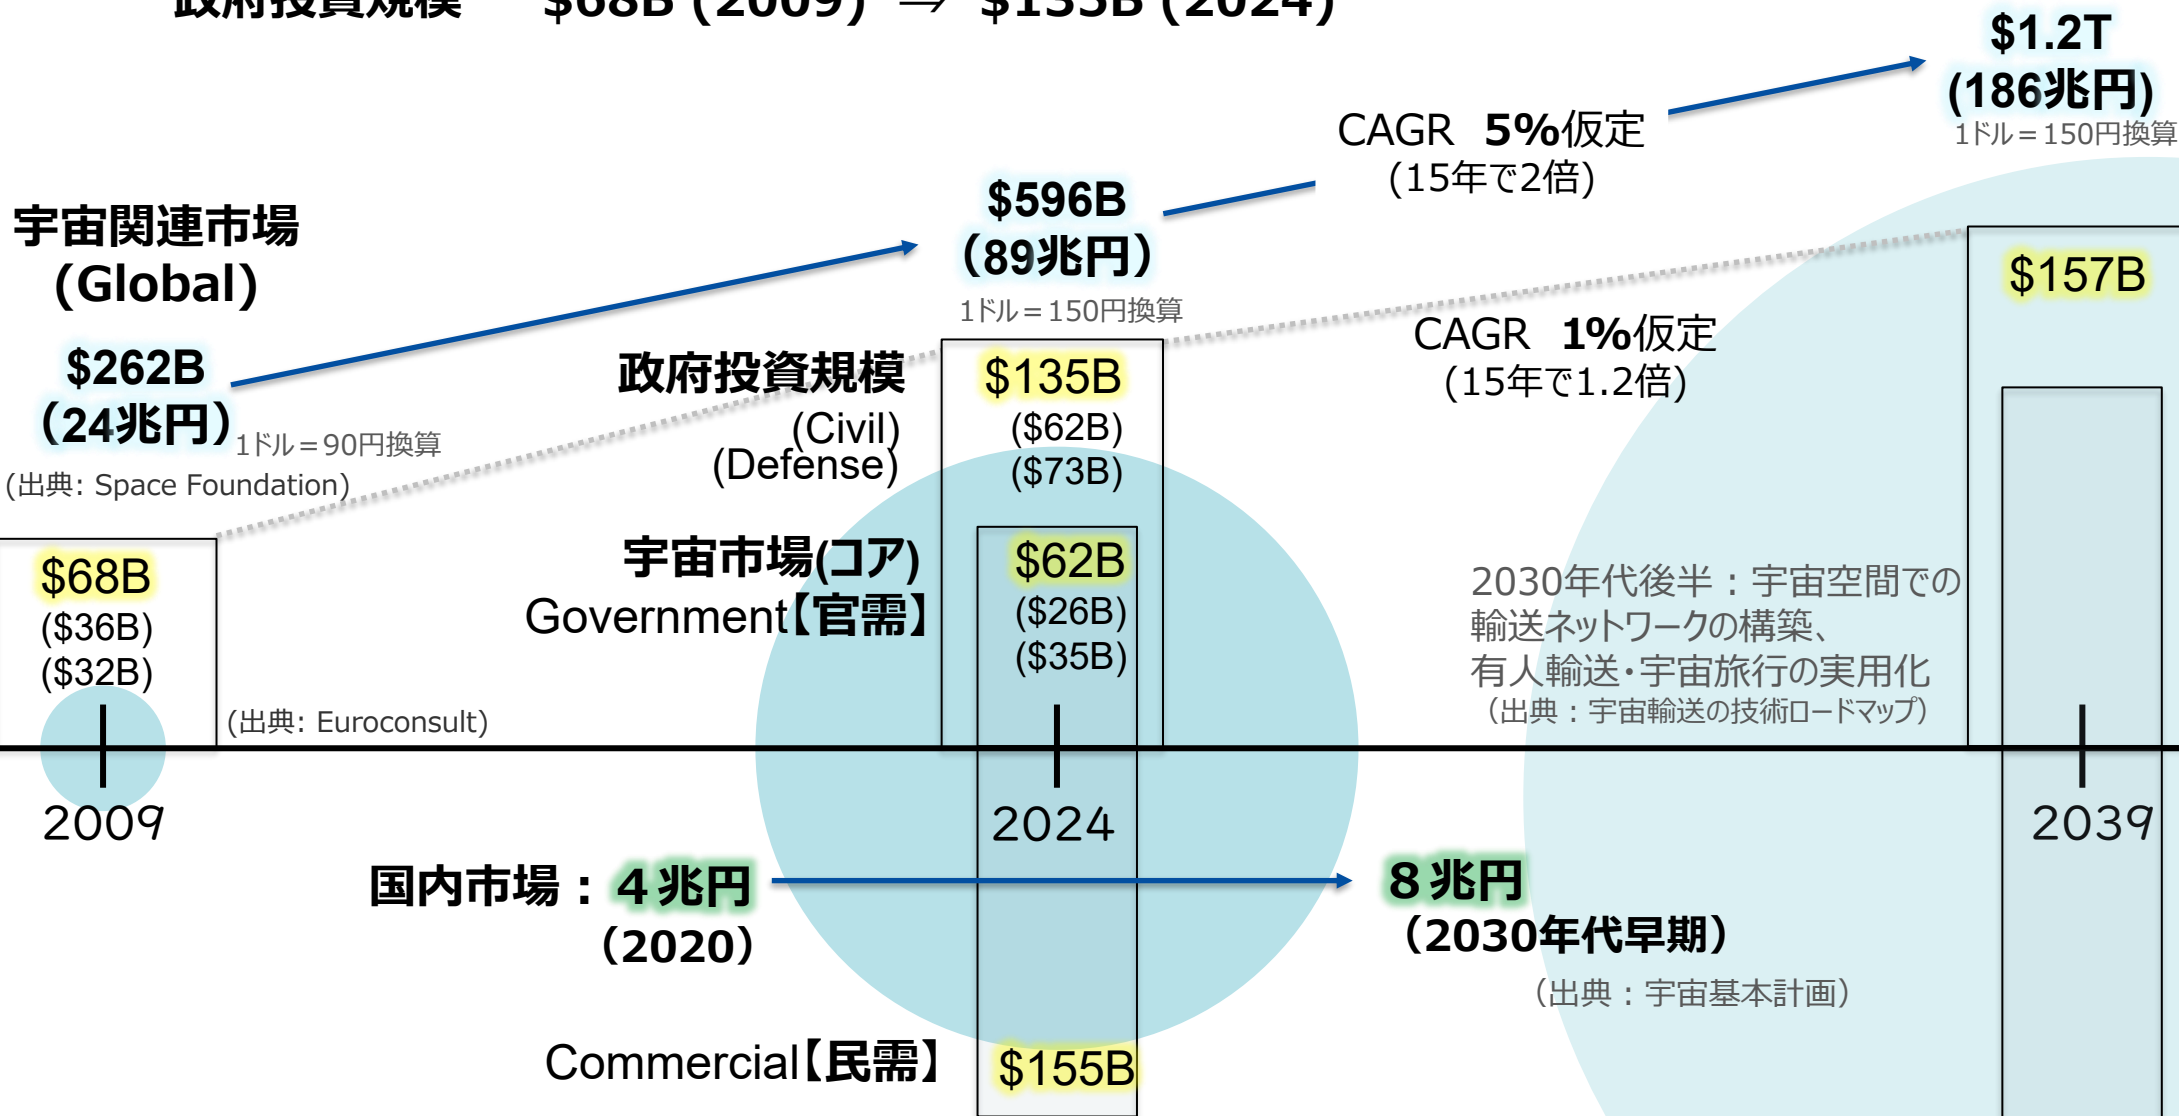 政府投資規模 $68B (2009) ⇒ $135B (2024)
$1.2T
(186兆円)
1ドル＝150円換算
CAGR 5%仮定
(15年で2倍)
$596B
（89兆円）
1ドル＝150円換算
宇宙関連市場
(Global)
$262B
（24兆円）
1ドル＝90円換算
(出典: Space Foundation)
$157B
CAGR 1%仮定
(15年で1.2倍)
政府投資規模
(Civil)
(Defense)
$135B
($62B)
($73B)
宇宙市場(コア)
Government【官需】
$62B
($26B)
($35B)
$68B
($36B)
($32B)
(出典: Euroconsult)
2030年代後半：宇宙空間での
輸送ネットワークの構築、
有人輸送・宇宙旅行の実用化
（出典：宇宙輸送の技術ロードマップ）
2009
2024
2039
国内市場：４兆円
（2020）
８兆円
（2030年代早期）
（出典：宇宙基本計画）
Commercial【民需】
$155B